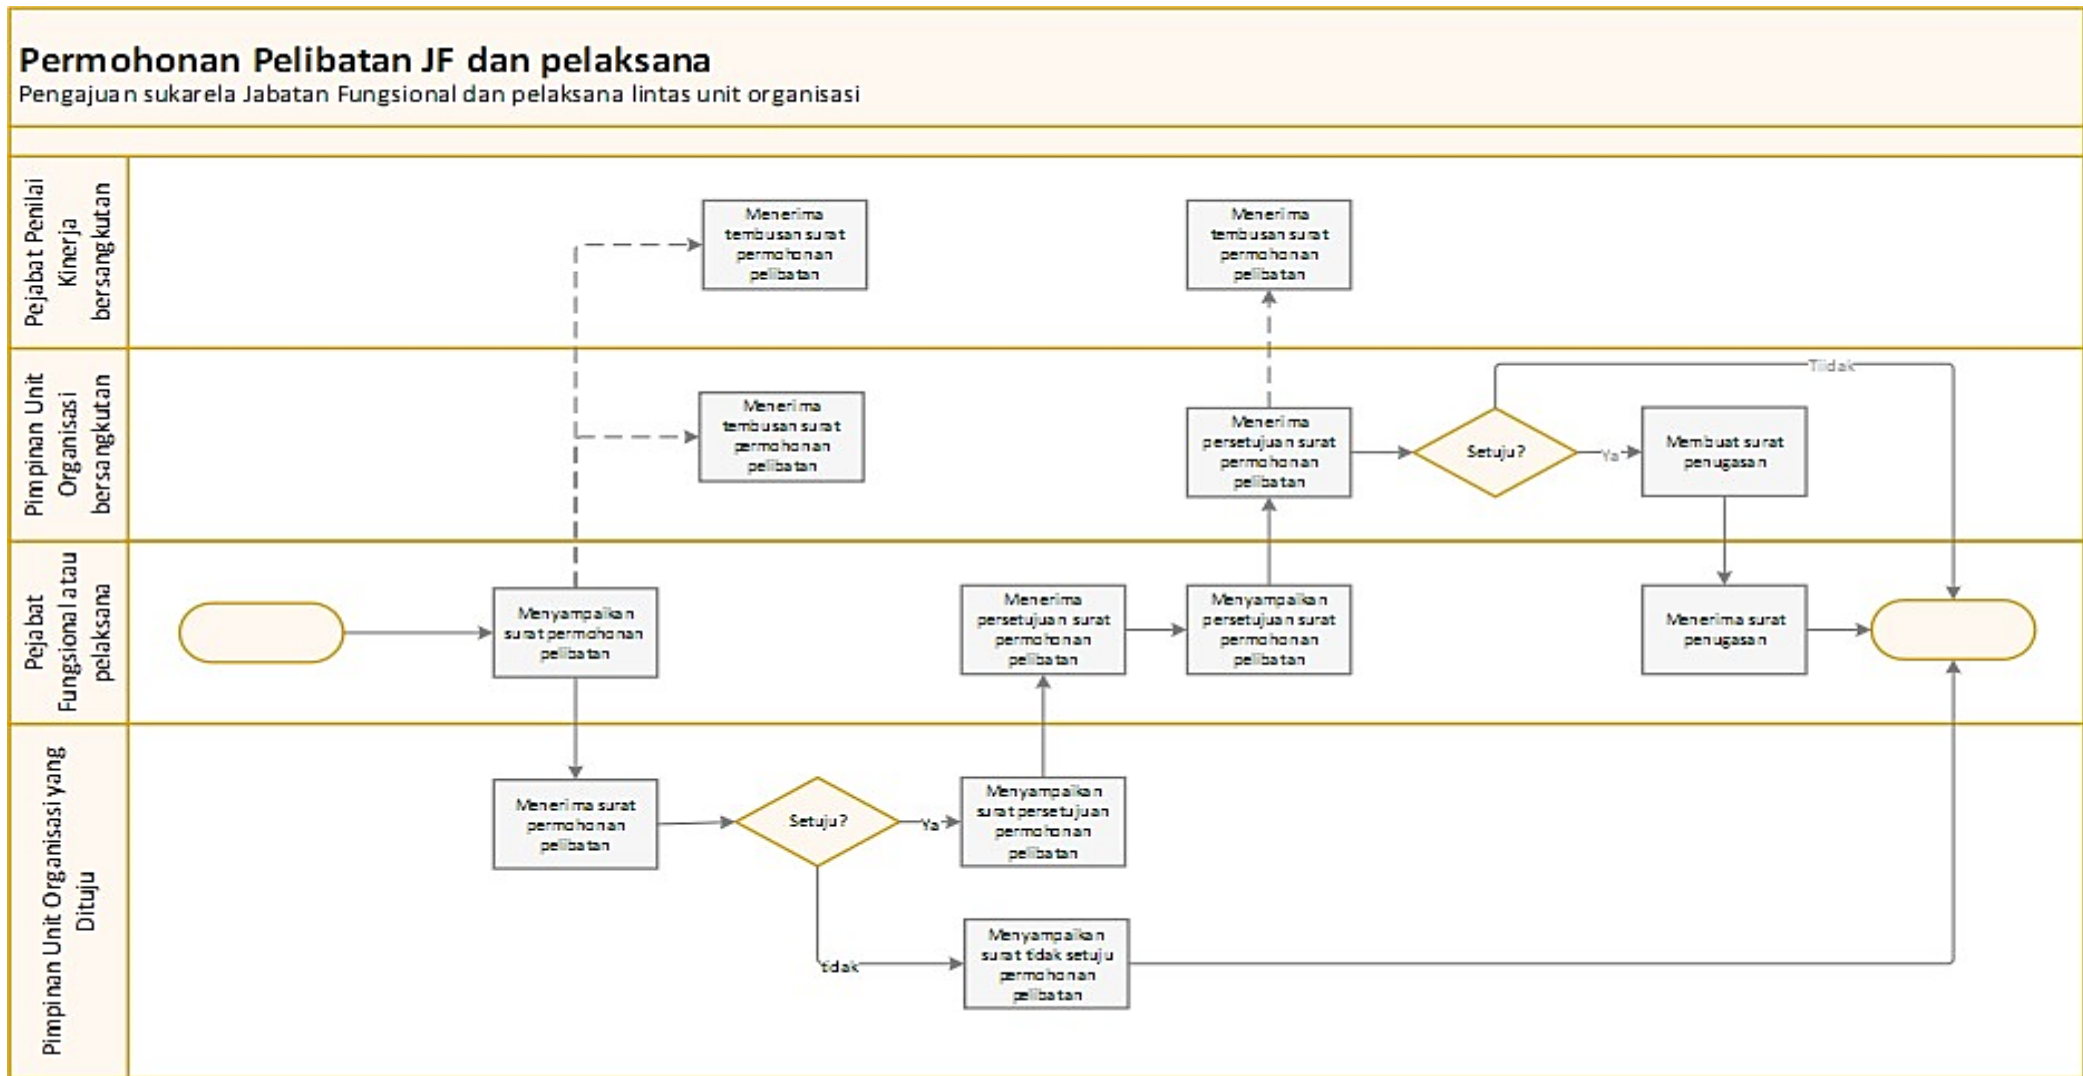 Permohonan Pelibatan JF dan pelaksana
Pengajuan sukarela Jabatan Fungsional dan pelaksana lintas unit organisasi
Pejabat Penilai
Kinerja
bersangkutan
Menerima
tembusan surat
permohonan
pelibatan
Menerima
tembusan surat
permohonan
pelibatan
Pimpinan Unit
Organisasi
bersangkutan
Menerima
tembusan surat
permohonan
pelibatan
Menerima
persetujuan surat
permohonan
pelibatan
Setuju?
Ya
Tiidak
Membuat surat
penugasan
Pejabat
Fungsional atau
pelaksana
Menyampaikan
surat permohonan
pelibatan
Menerima
persetujuan surat
permohonan
pelibatan
Menyampaikan
persetujuan surat
permohonan
pelibatan
Menerima surat
penugasan
Pimpinan Unit Organisasi yang
Dituju
Menerima surat
permohonan
pelibatan
Setuju?
Ya
Menyampaikan
surat persetujuan
permohonan
pelibatan
tidak
Menyampaikan
surat tidak setuju
permohonan
pelibatan